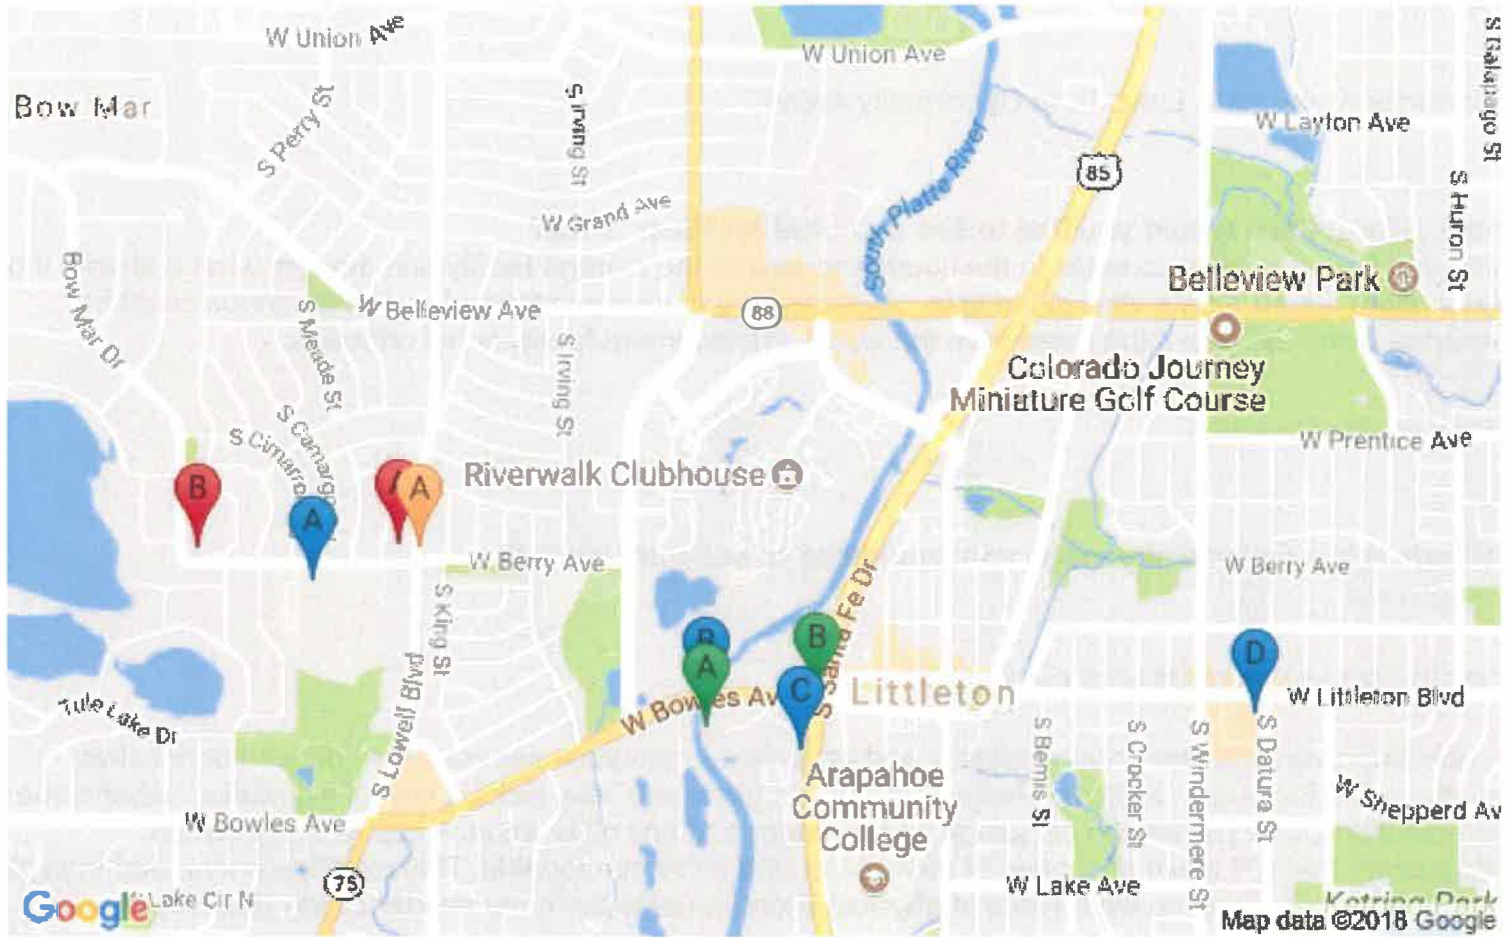 W Union Ave
W Union Ave
Bow Mar
S Perry St
S Irving St
South Platte River
85
W Layton Ave
S Galapago St
S Huron St
W Grand Ave
Bow Mar Dr
S Meade St
W Belleview Ave
88
Belleview Park
S Irving St
Colorado Journey
Miniature Golf Course
S Camargo
S Cimarro
W Prentice Ave
B
A
A
Riverwalk Clubhouse
W Berry Ave
W Berry Ave
S King St
S Lowell Blvd
B
A
B
C
S Santa Fe Dr
D
Littleton
W Littleton Blvd
W Bowles Av
Tule Lake Dr
S Bemis St
S Crocker St
S Windermere St
S Datura St
W Shepperd Av
Arapahoe
Community
College
W Bowles Ave
75
W Lake Ave
Lake Cir N
Google
Ketring Park
Map data ©2018 Google